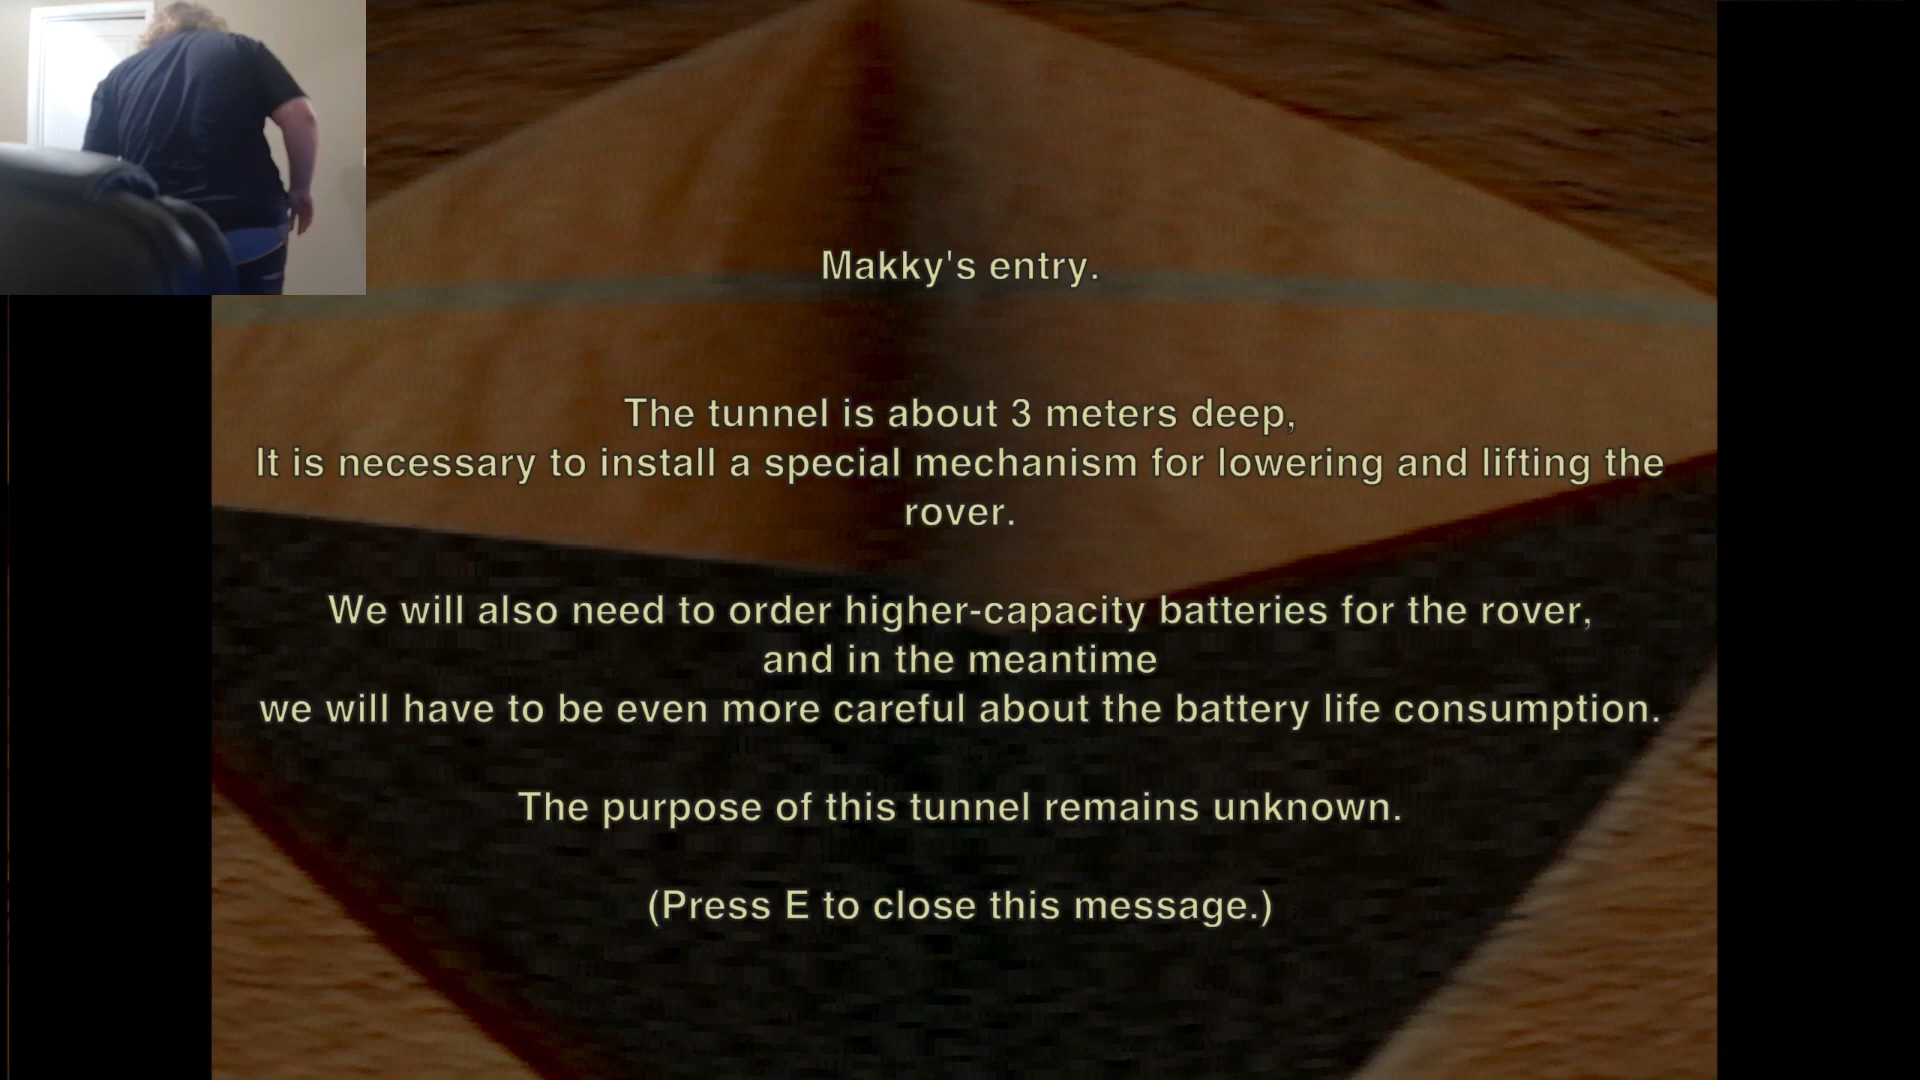 Makky's entry.
The tunnel is about 3 meters deep,
It is necessary to install a special mechanism for lowering and lifting the
rover.
We will also need to order higher-capacity batteries for the rover,
and in the meantime
we will have to be even more careful about the battery life consumption.
The purpose of this tunnel remains unknown.
(Press E to close this message.)